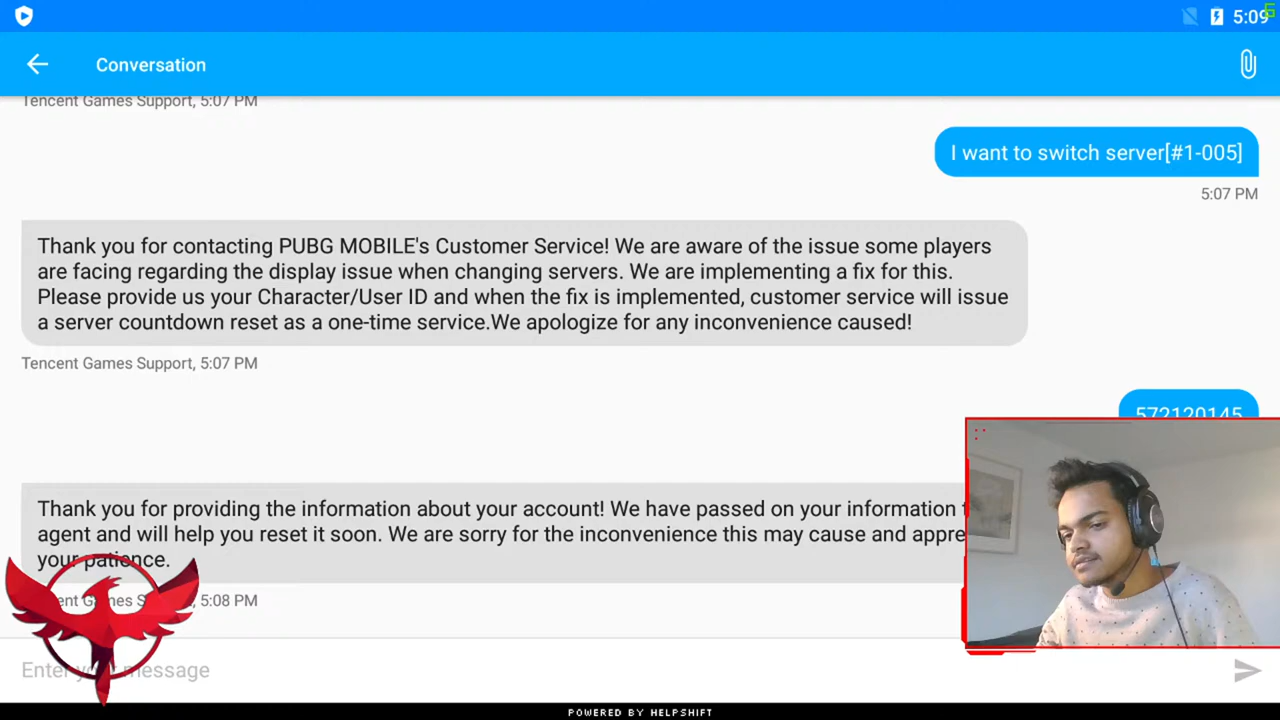 5:09
Conversation
Tencent Games Support, 5:07 PM
I want to switch server[#1-005]
5:07 PM
Thank you for contacting PUBG MOBILE's Customer Service! We are aware of the issue some players
are facing regarding the display issue when changing servers. We are implementing a fix for this.
Please provide us your Character/User ID and when the fix is implemented, customer service will issue
a server countdown reset as a one-time service.We apologize for any inconvenience caused!
Tencent Games Support, 5:07 PM
572120145
Thank you for providing the information about your account! We have passed on your information
agent and will help you reset it soon. We are sorry for the inconvenience this may cause and
your patience.
Games 5:08 PM
message
POWERED BY HELPSHIFT